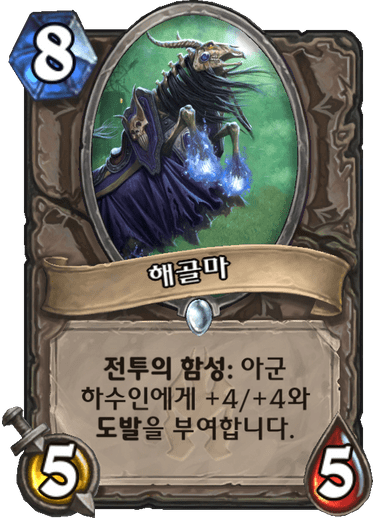 8
해골마
전투의 함성: 아군
하수인에게 +4/+4와
도발을 부여합니다.
5
5